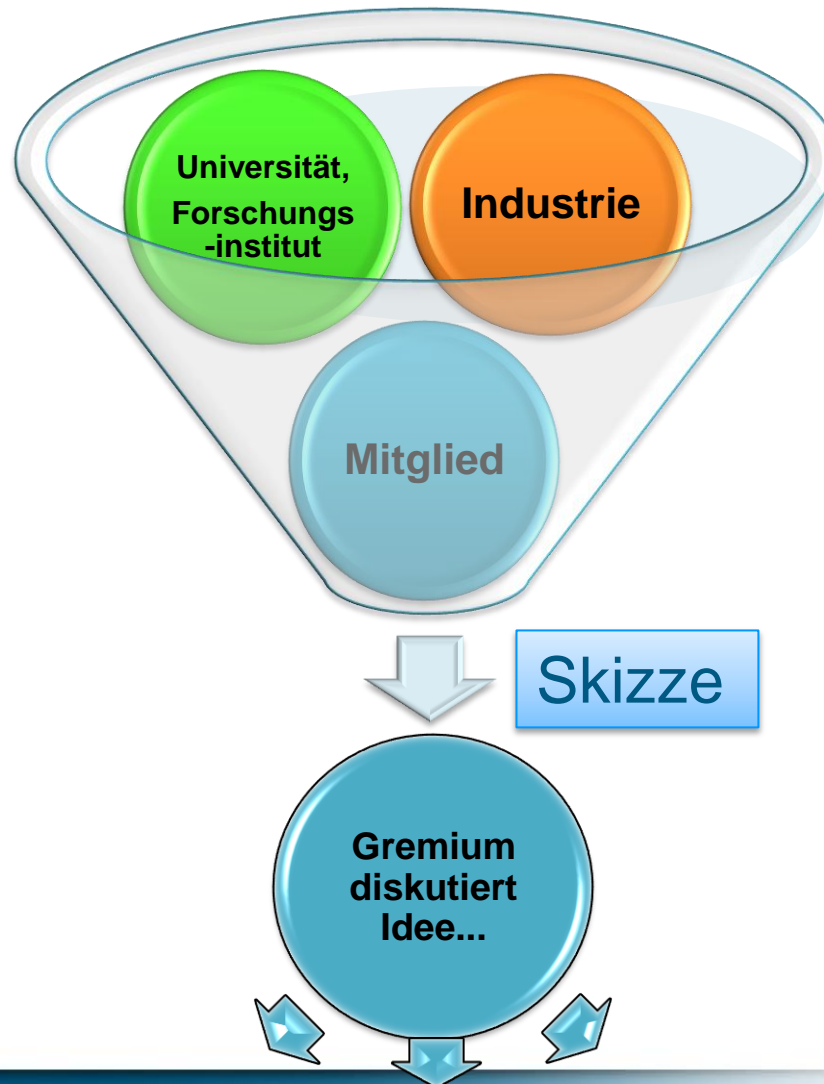 Universität,
Forschungs
-institut
Industrie
Mitglied
Skizze
Gremium
diskutiert
Idee...